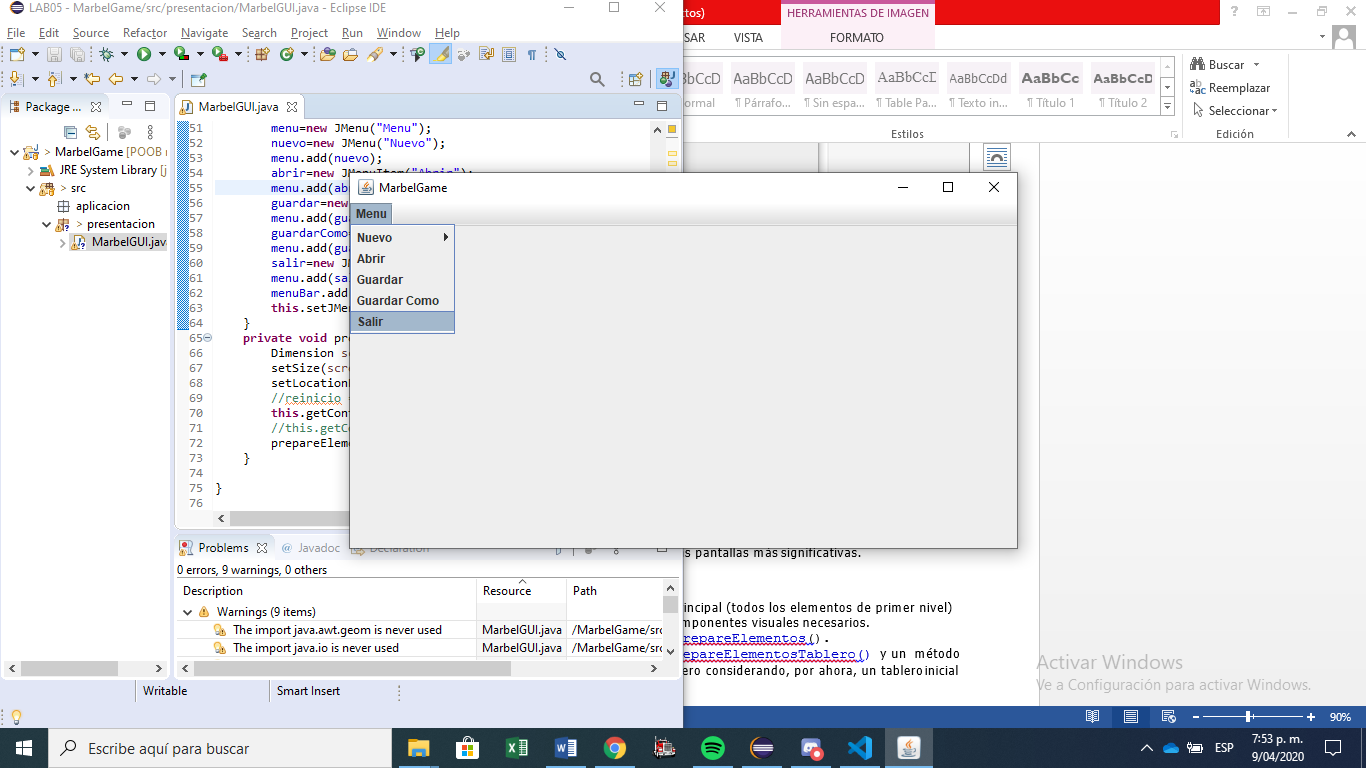 LAB05 - MarbelGame/src/presentacion/MarbelGUI.java - Eclipse IDE
File Edit Source Refactor Navigate Search Project Run Window Help
Package ...
MarbelGame [POOB
JRE System Library [j
> src
aplicacion
> presentacion
MarbelGUI.jav
MarbelGUI.java
51 menu=new JMenu("Menu");
52 nuevo=new JMenu("Nuevo");
53 menu.add(nuevo);
54 abrir=new JMenuItem("Abrir");
55 menu.add(ab
56 guardar=new
57 menu.add(gu
58 guardarComo=
59 menu.add(gu
60 salir=new J
61 menu.add(sa
62 menuBar.add
63 this.setJMe
64 }
65 private void pr
66 Dimension s
67 setSize(scr
68 setLocation
69 //reinicio
70 this.getCon
71 //this.getC
72 prepareElem
73 }
74
75 }
76
Problems Javadoc Declaration
0 errors, 9 warnings, 0 others
Description Resource Path
Warnings (9 items)
The import java.awt.geom is never used MarbelGUI.java /MarbelGame/src
The import java.io is never used MarbelGUI.java /MarbelGame/src
Writable Smart Insert
MarbelGame
Menu
Nuevo
Abrir
Guardar
Guardar Como
Salir
ctos)
HERRAMIENTAS DE IMAGEN
SAR VISTA FORMATO
bCcD AaBbCcD AaBbCcD AaBbCcD AaBbCcDd AaBbCc AaBbCcD
ormal ¶ Párrafo... ¶ Sin espa... ¶ Table Pa... ¶ Texto in... ¶ Título 1 ¶ Título 2
Estilos
Buscar
Reemplazar
Seleccionar
Edición
s pantallas mas significativas.
incipal (todos los elementos de primer nivel)
mponentes visuales necesarios.
repareElementos().
epareElementosTablero() y un método
ero considerando, por ahora, un tablero inicial
Activar Windows
Ve a Configuración para activar Windows.
90%
Escribe aquí para buscar
ESP
7:53 p. m.
9/04/2020